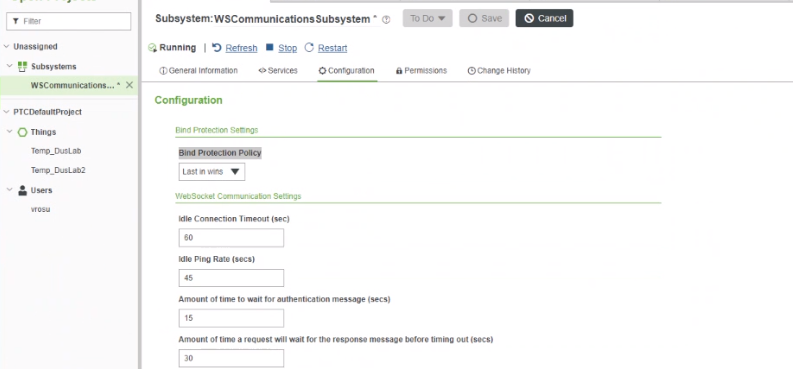 Subsystem:WSCommunicationsSubsystem *
To Do
Save
Cancel
Filter
Running | Refresh Stop Restart
Unassigned
Subsystems
WSCommunications... *
General Information Services Configuration Permissions Change History
Configuration
PTCDefaultProject
Things
Temp_DusLab
Temp_DusLab2
Users
vrosu
Bind Protection Settings
Bind Protection Policy
Last in wins
WebSocket Communication Settings
Idle Connection Timeout (sec)
60
Idle Ping Rate (secs)
45
Amount of time to wait for authentication message (secs)
15
Amount of time a request will wait for the response message before timing out (secs)
30